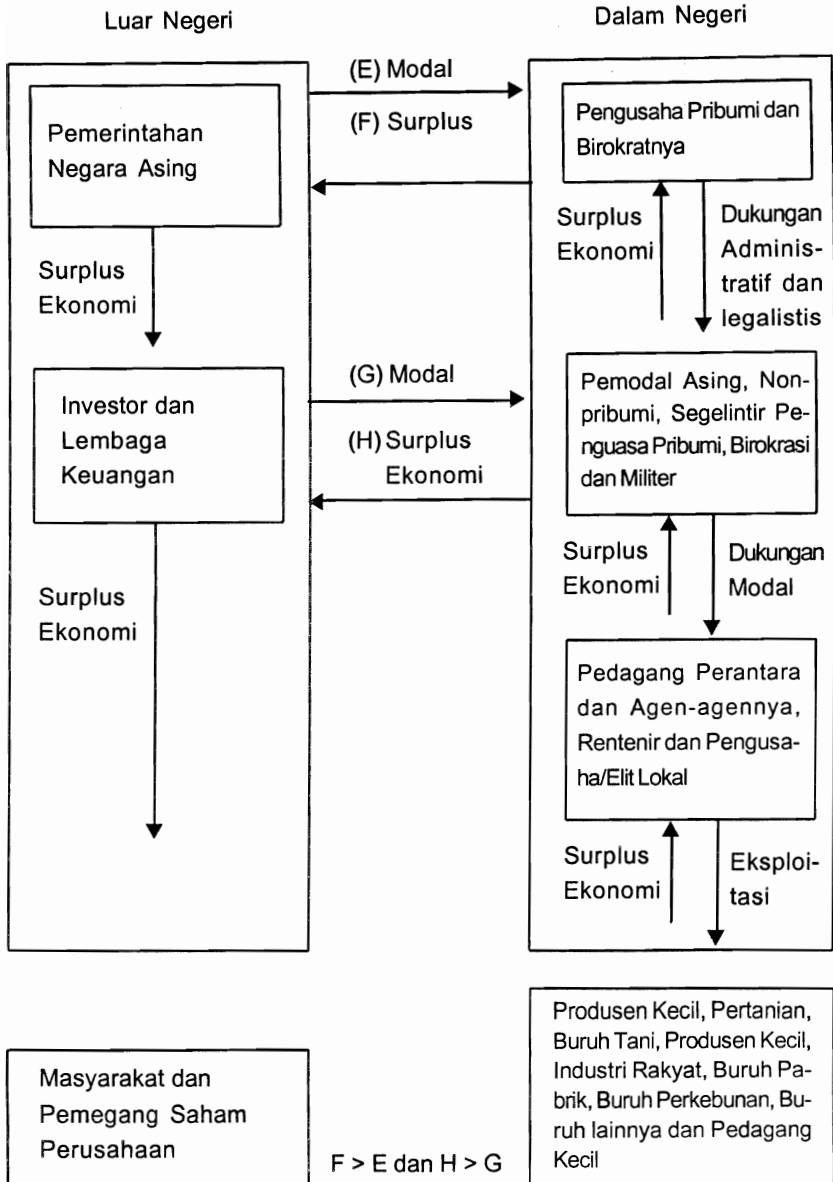 Luar Negeri
Dalam Negeri
(E) Modal
(F) Surplus
Pemerintahan
Negara Asing
Pengusaha Pribumi dan
Birokratnya
Surplus
Ekonomi
Surplus
Ekonomi
Dukungan
Adminis-
tratif dan
legalistis
Investor dan
Lembaga
Keuangan
(G) Modal
(H) Surplus
Ekonomi
Pemodal Asing, Non-
pribumi, Segelintir Pe-
nguasa Pribumi, Birokrasi
dan Militer
Surplus
Ekonomi
Surplus
Ekonomi
Dukungan
Modal
Pedagang Perantara
dan Agen-agennya,
Rentenir dan Pengusa-
ha/Elit Lokal
Surplus
Ekonomi
Eksploi-
tasi
Masyarakat dan
Pemegang Saham
Perusahaan
F > E dan H > G
Produsen Kecil, Pertanian,
Buruh Tani, Produsen Kecil,
Industri Rakyat, Buruh Pa-
brik, Buruh Perkebunan, Bu-
ruh lainnya dan Pedagang
Kecil